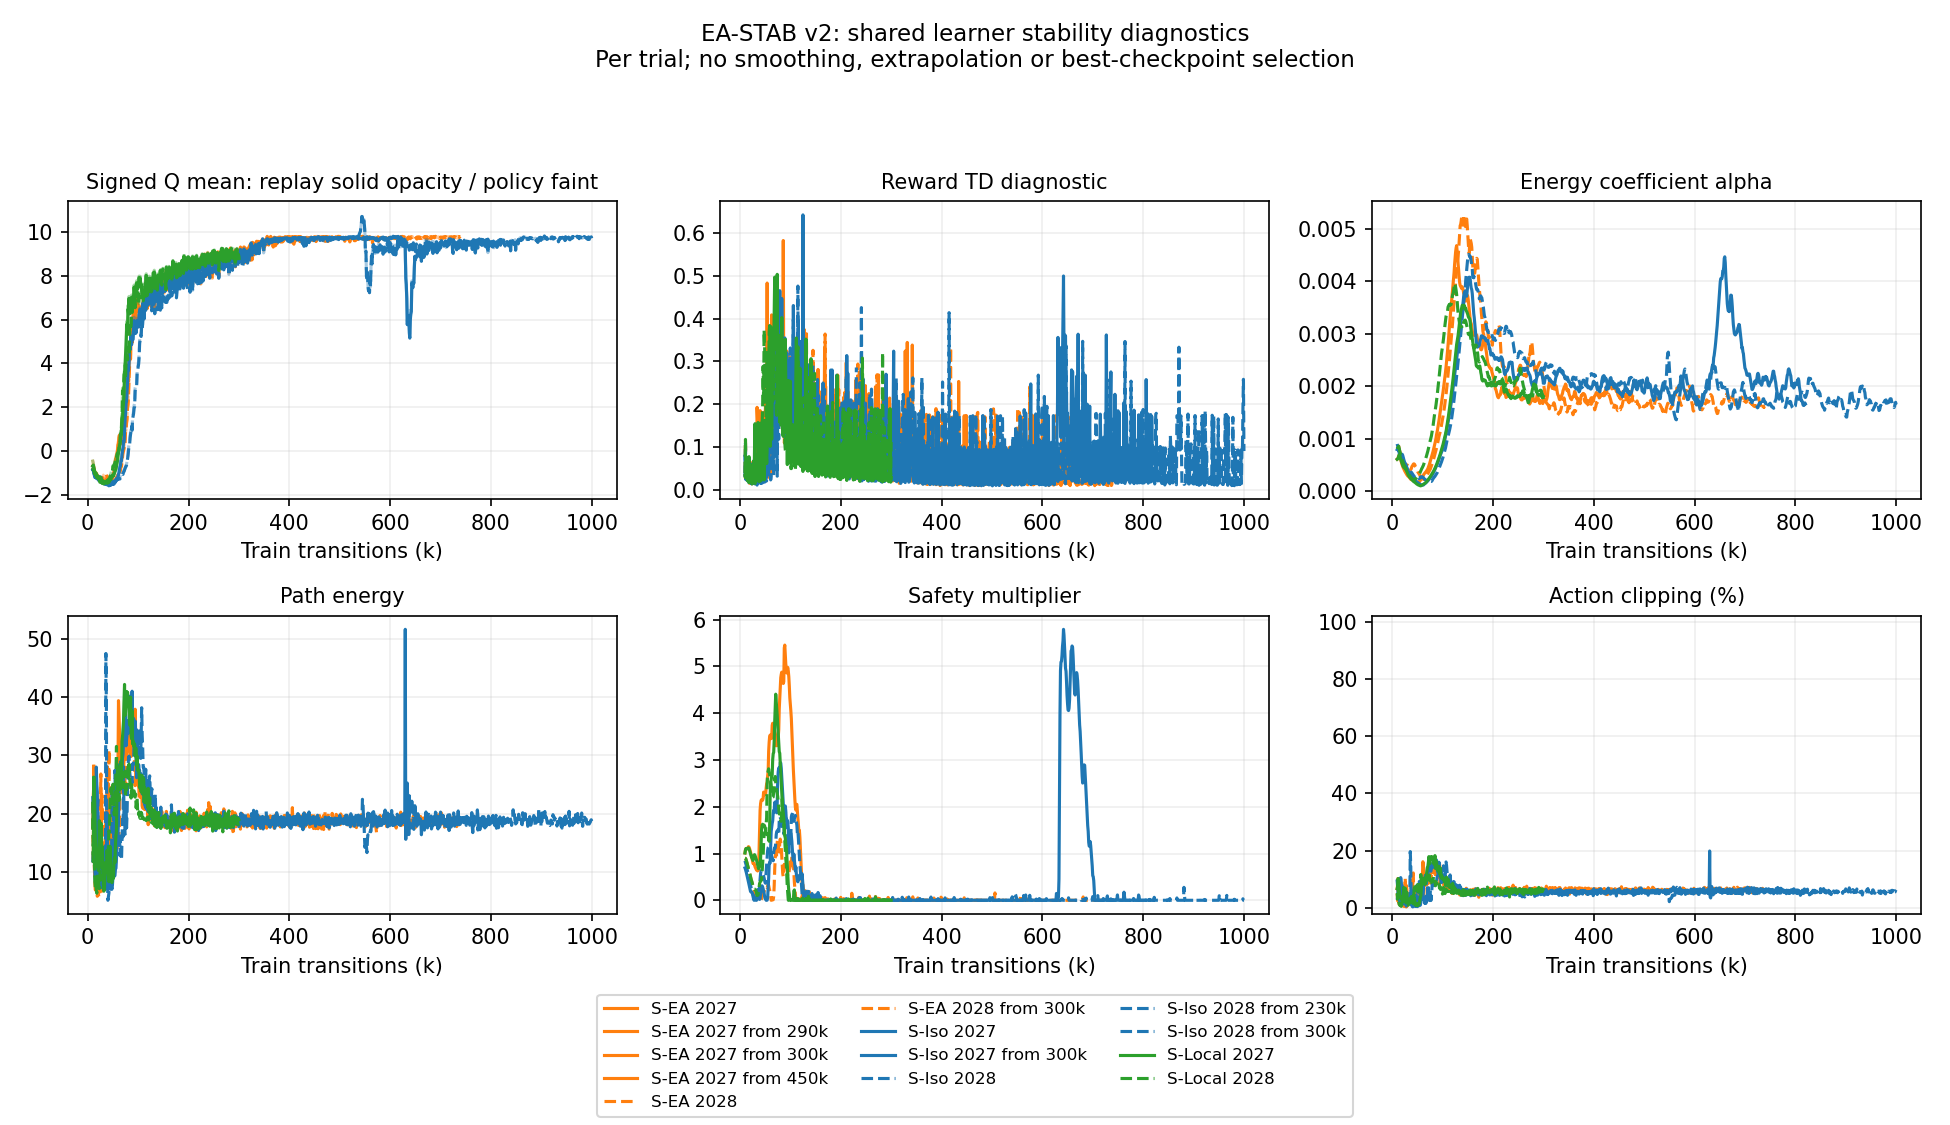 EA-STAB v2: shared learner stability diagnostics
Per trial; no smoothing, extrapolation or best-checkpoint selection
Signed Q mean: replay solid opacity / policy faint
10
8
6
4
2
0
−2
0 200 400 600 800 1000
Train transitions (k)
Reward TD diagnostic
0.6
0.5
0.4
0.3
0.2
0.1
0.0
0 200 400 600 800 1000
Train transitions (k)
Energy coefficient alpha
0.005
0.004
0.003
0.002
0.001
0.000
0 200 400 600 800 1000
Train transitions (k)
Path energy
50
40
30
20
10
0 200 400 600 800 1000
Train transitions (k)
Safety multiplier
6
5
4
3
2
1
0
0 200 400 600 800 1000
Train transitions (k)
Action clipping (%)
100
80
60
40
20
0
0 200 400 600 800 1000
Train transitions (k)
S-EA 2027
S-EA 2027 from 290k
S-EA 2027 from 300k
S-EA 2027 from 450k
S-EA 2028
S-EA 2028 from 300k
S-Iso 2027
S-Iso 2027 from 300k
S-Iso 2028
S-Iso 2028 from 230k
S-Iso 2028 from 300k
S-Local 2027
S-Local 2028